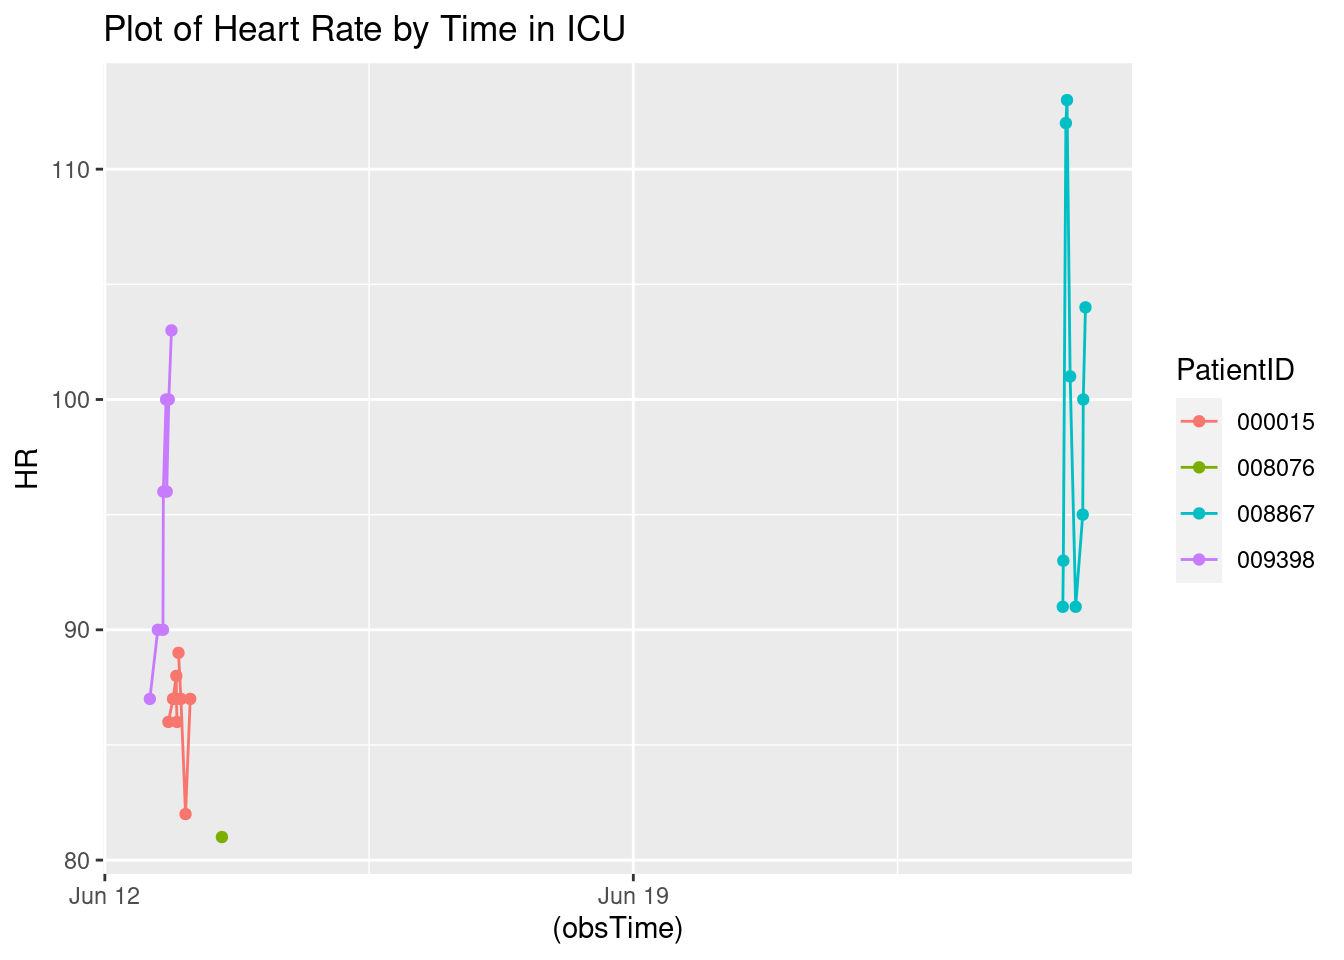 Plot of Heart Rate by Time in ICU
110
100
90
80
HR
Jun 12
Jun 19
(obsTime)
PatientID
000015
008076
008867
009398